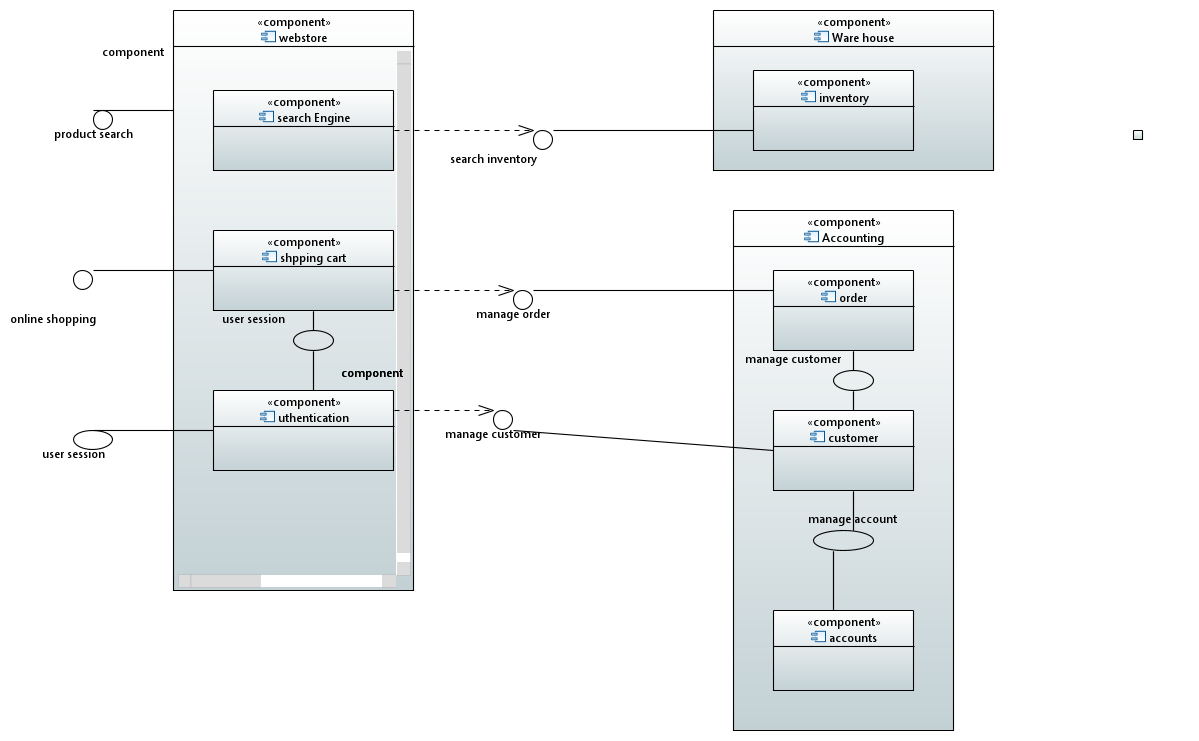 «component»
webstore
component
«component»
search Engine
product search
search inventory
«component»
Ware house
«component»
inventory
«component»
shpping cart
online shopping
user session
manage order
component
«component»
uthentication
user session
manage customer
«component»
Accounting
«component»
order
manage customer
«component»
customer
manage account
«component»
accounts